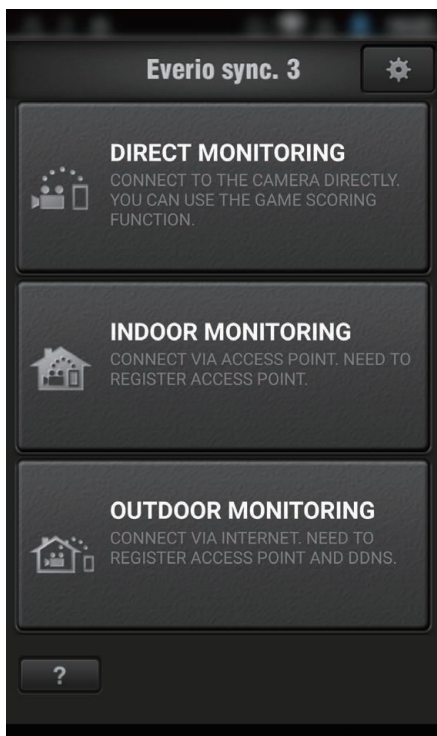 Everio sync. 3
DIRECT MONITORING
CONNECT TO THE CAMERA DIRECTLY.
YOU CAN USE THE GAME SCORING
FUNCTION.
INDOOR MONITORING
CONNECT VIA ACCESS POINT. NEED TO
REGISTER ACCESS POINT.
OUTDOOR MONITORING
CONNECT VIA INTERNET. NEED TO
REGISTER ACCESS POINT AND DDNS.
?